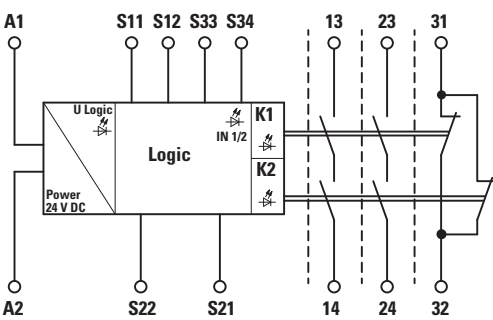 A1 S11 S12 S33 S34 13 23 31
U Logic
IN 1/2
K1
Logic
K2
Power
24 V DC
A2 S22 S21 14 24 32